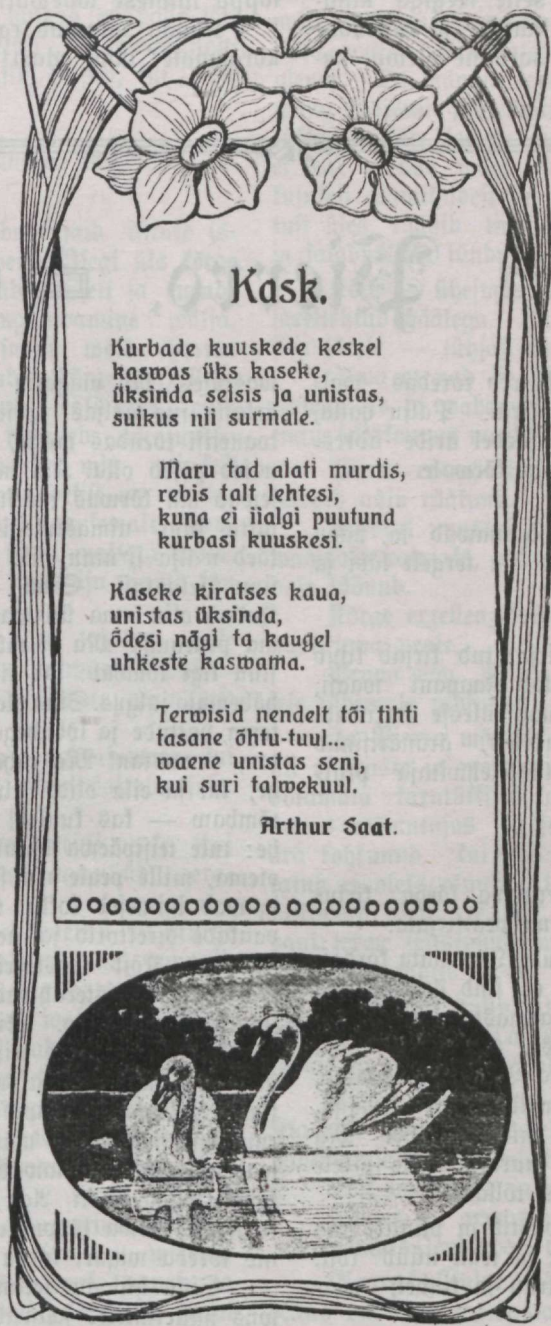 Kask.
Kurbade kuuskede keskel
kaswas üks kaseke,
üksinda seisis ja unistas,
suikus nii surmale.
Maru tad alati murdis,
rebis talt lehtesi,
kuid ei iialgi puutund
kurbasi kuuskesi!
Kaseke kiratses kaua,
unistas üksinda,
õdesi nägi ta kaugel
uhkeste kaswama.
Terwisid nendelt tõi tihti
tasane õhtu-tuul. —
waene unistas seni,
kui suri talwekuul.
Arthur Saat.